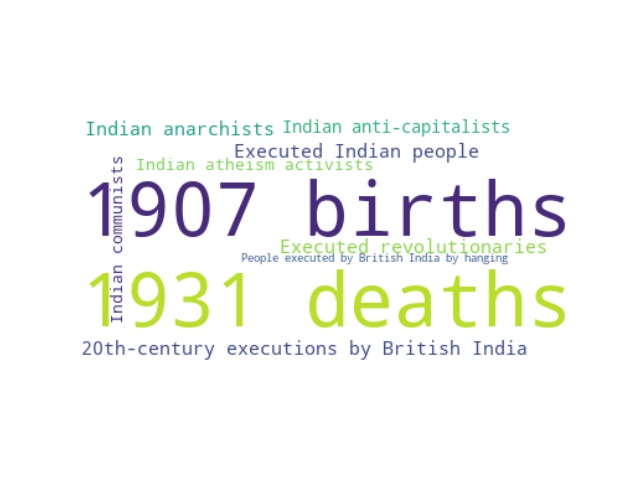 Indian anarchists
Indian anti-capitalists
Executed Indian people
Indian atheism activists
Indian communists
1907 births
Executed revolutionaries
People executed by British India by hanging
1931 deaths
20th-century executions by British India